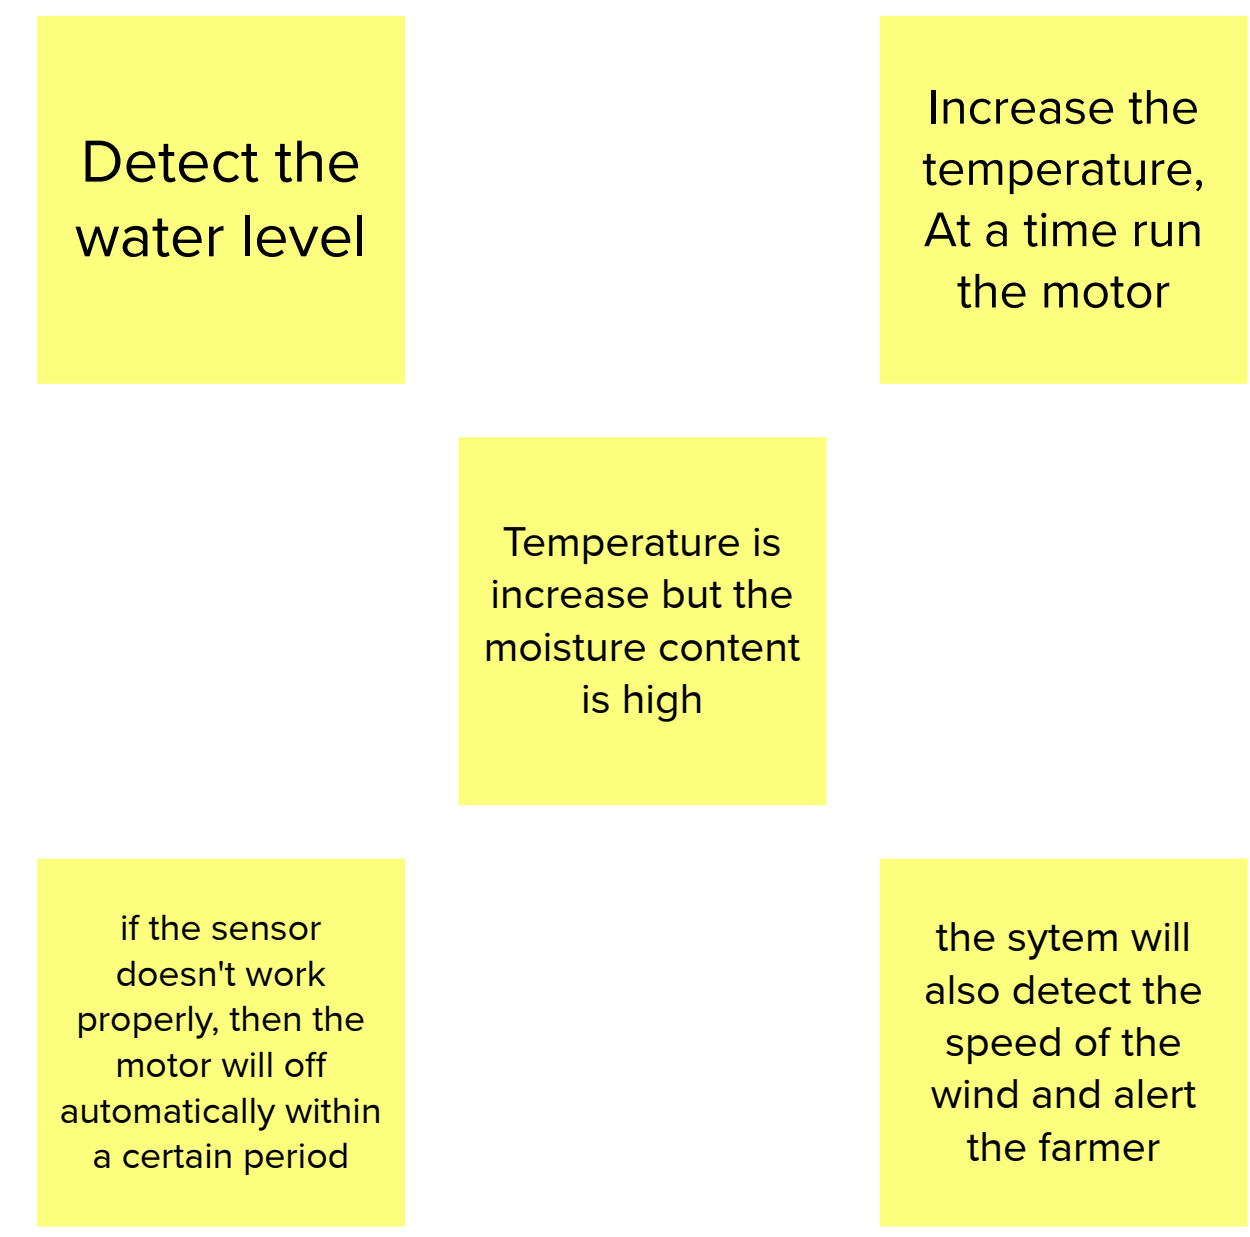 Detect the
water level
Increase the
temperature,
At a time run
the motor
Temperature is
increase but the
moisture content
is high
if the sensor
doesn't work
properly, then the
motor will off
automatically within
a certain period
the sytem will
also detect the
speed of the
wind and alert
the farmer